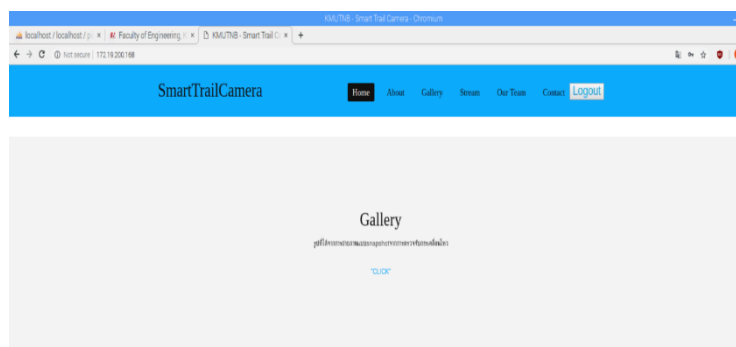 KMUTNB - Smart Trail Camera - Chromium
localhost / localhost / p
Faculty of Engineering, K
KMUTNB - Smart Trail C
Not secure | 172.19.200.168
SmartTrailCamera
Home About Gallery Stream Our Team Contact Logout
Gallery
"CLICK"